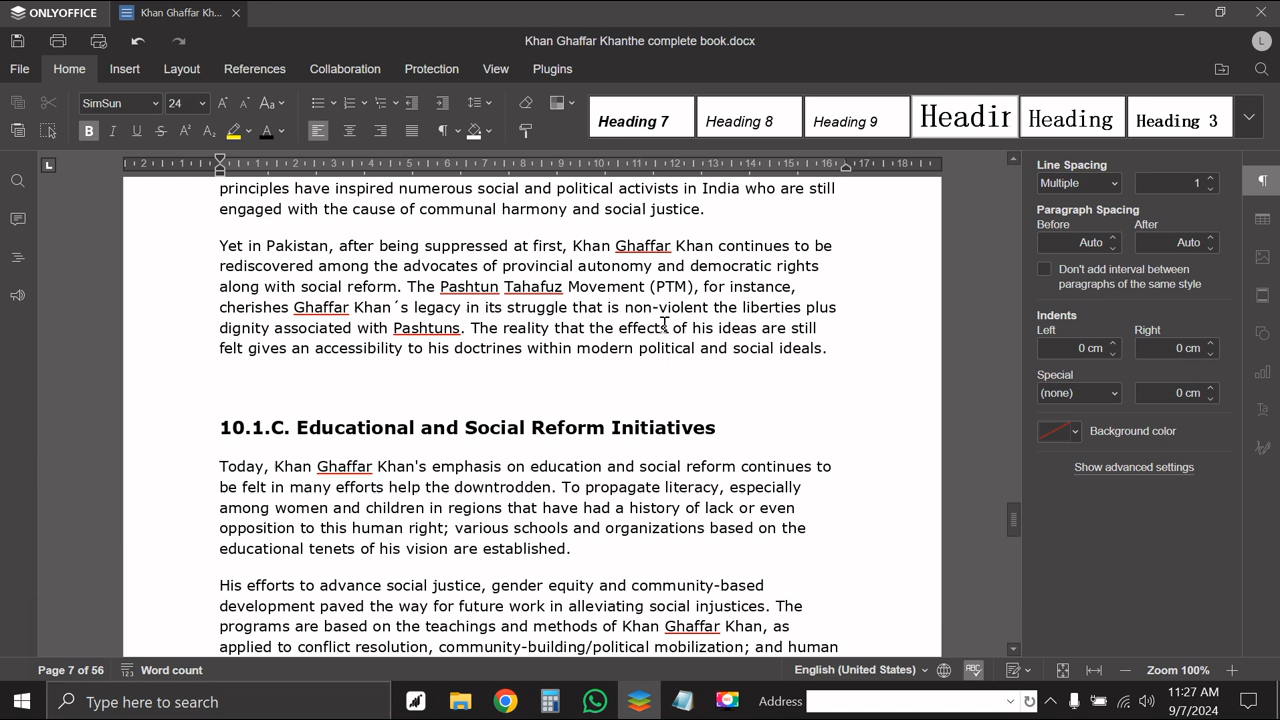 ONLYOFFICE
Khan Ghaffar Kh...
Khan Ghaffar Khanthe complete book.docx
L
File Home Insert Layout References Collaboration Protection View Plugins
SimSun 24
Heading 7 Heading 8 Heading 9 Headir Heading Heading 3
principles have inspired numerous social and political activists in India who are still
engaged with the cause of communal harmony and social justice.
Yet in Pakistan, after being suppressed at first, Khan Ghaffar Khan continues to be
rediscovered among the advocates of provincial autonomy and democratic rights
along with social reform. The Pashtun Tahafuz Movement (PTM), for instance,
cherishes Ghaffar Khan´s legacy in its struggle that is non-violent the liberties plus
dignity associated with Pashtuns. The reality that the effects of his ideas are still
felt gives an accessibility to his doctrines within modern political and social ideals.
10.1.C. Educational and Social Reform Initiatives
Today, Khan Ghaffar Khan's emphasis on education and social reform continues to
be felt in many efforts help the downtrodden. To propagate literacy, especially
among women and children in regions that have had a history of lack or even
opposition to this human right; various schools and organizations based on the
educational tenets of his vision are established.
His efforts to advance social justice, gender equity and community-based
development paved the way for future work in alleviating social injustices. The
programs are based on the teachings and methods of Khan Ghaffar Khan, as
applied to conflict resolution, community-building/political mobilization; and human
Line Spacing
Multiple 1
Paragraph Spacing
Before After
Auto Auto
Don't add interval between
paragraphs of the same style
Indents
Left Right
0 cm 0 cm
Special
(none) 0 cm
Background color
Show advanced settings
Page 7 of 56 Word count English (United States) Zoom 100%
Type here to search
Address
11:27 AM
9/7/2024